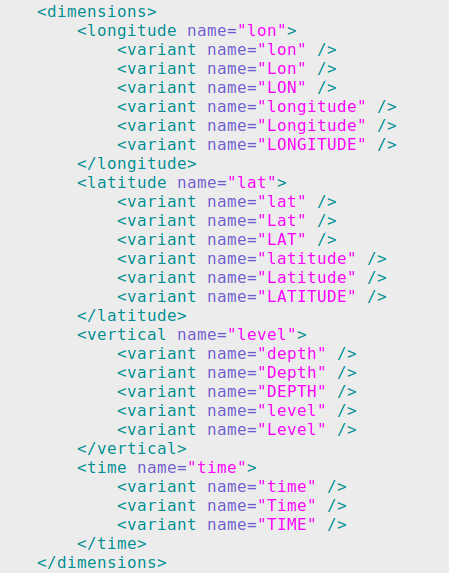 <dimensions>
    <longitude name="lon">
        <variant name="lon" />
        <variant name="Lon" />
        <variant name="LON" />
        <variant name="longitude" />
        <variant name="Longitude" />
        <variant name="LONGITUDE" />
    </longitude>
    <latitude name="lat">
        <variant name="lat" />
        <variant name="Lat" />
        <variant name="LAT" />
        <variant name="latitude" />
        <variant name="Latitude" />
        <variant name="LATITUDE" />
    </latitude>
    <vertical name="level">
        <variant name="depth" />
        <variant name="Depth" />
        <variant name="DEPTH" />
        <variant name="level" />
        <variant name="Level" />
    </vertical>
    <time name="time">
        <variant name="time" />
        <variant name="Time" />
        <variant name="TIME" />
    </time>
</dimensions>